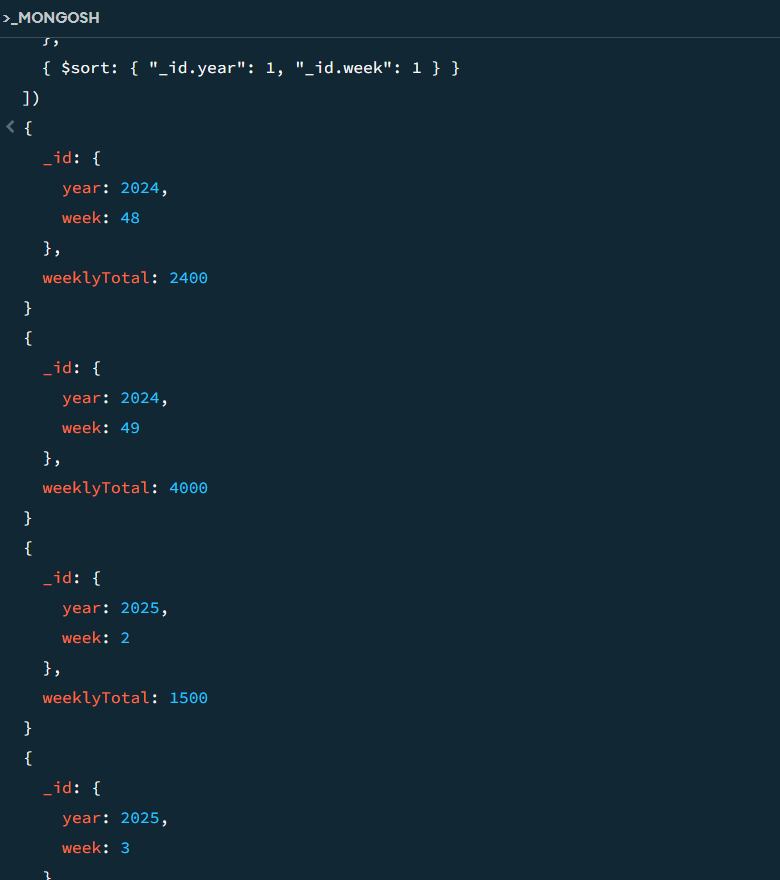 >_MONGOSH
},
{ $sort: { "_id.year": 1, "_id.week": 1 } }
])
< {
_id: {
year: 2024,
week: 48
},
weeklyTotal: 2400
}
{
_id: {
year: 2024,
week: 49
},
weeklyTotal: 4000
}
{
_id: {
year: 2025,
week: 2
},
weeklyTotal: 1500
}
{
_id: {
year: 2025,
week: 3
}